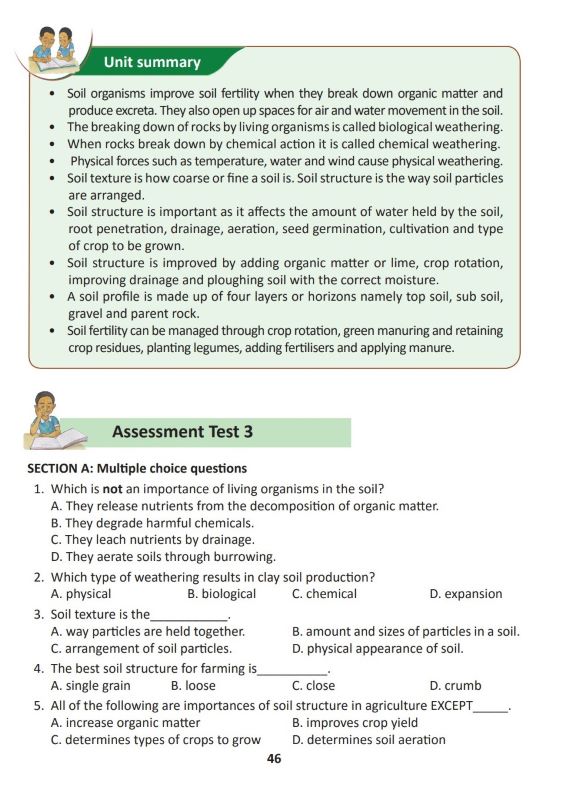 Unit summary
• Soil organisms improve soil fertility when they break down organic matter and
produce excreta. They also open up spaces for air and water movement in the soil.
• The breaking down of rocks by living organisms is called biological weathering.
• When rocks break down by chemical action it is called chemical weathering.
• Physical forces such as temperature, water and wind cause physical weathering.
• Soil texture is how coarse or fine a soil is. Soil structure is the way soil particles
are arranged.
• Soil structure is important as it affects the amount of water held by the soil,
root penetration, drainage, aeration, seed germination, cultivation and type
of crop to be grown.
• Soil structure is improved by adding organic matter or lime, crop rotation,
improving drainage and ploughing soil with the correct moisture.
• A soil profile is made up of four layers or horizons namely top soil, sub soil,
gravel and parent rock.
• Soil fertility can be managed through crop rotation, green manuring and retaining
crop residues, planting legumes, adding fertilisers and applying manure.
Assessment Test 3
SECTION A: Multiple choice questions
1. Which is not an importance of living organisms in the soil?
A. They release nutrients from the decomposition of organic matter.
B. They degrade harmful chemicals.
C. They leach nutrients by drainage.
D. They aerate soils through burrowing.
2. Which type of weathering results in clay soil production?
A. physical B. biological C. chemical D. expansion
3. Soil texture is the___________.
A. way particles are held together. B. amount and sizes of particles in a soil.
C. arrangement of soil particles. D. physical appearance of soil.
4. The best soil structure for farming is__________.
A. single grain B. loose C. close D. crumb
5. All of the following are importances of soil structure in agriculture EXCEPT_____.
A. increase organic matter B. improves crop yield
C. determines types of crops to grow D. determines soil aeration
46